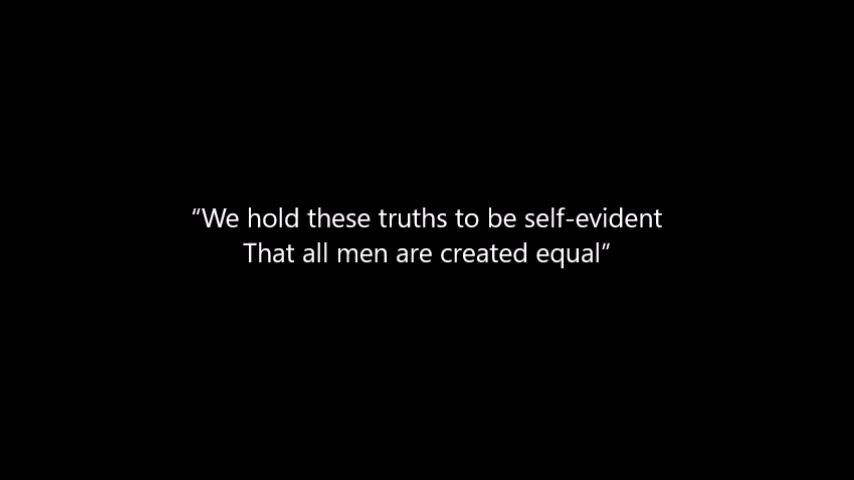 “We hold these truths to be self-evident
That all men are created equal”